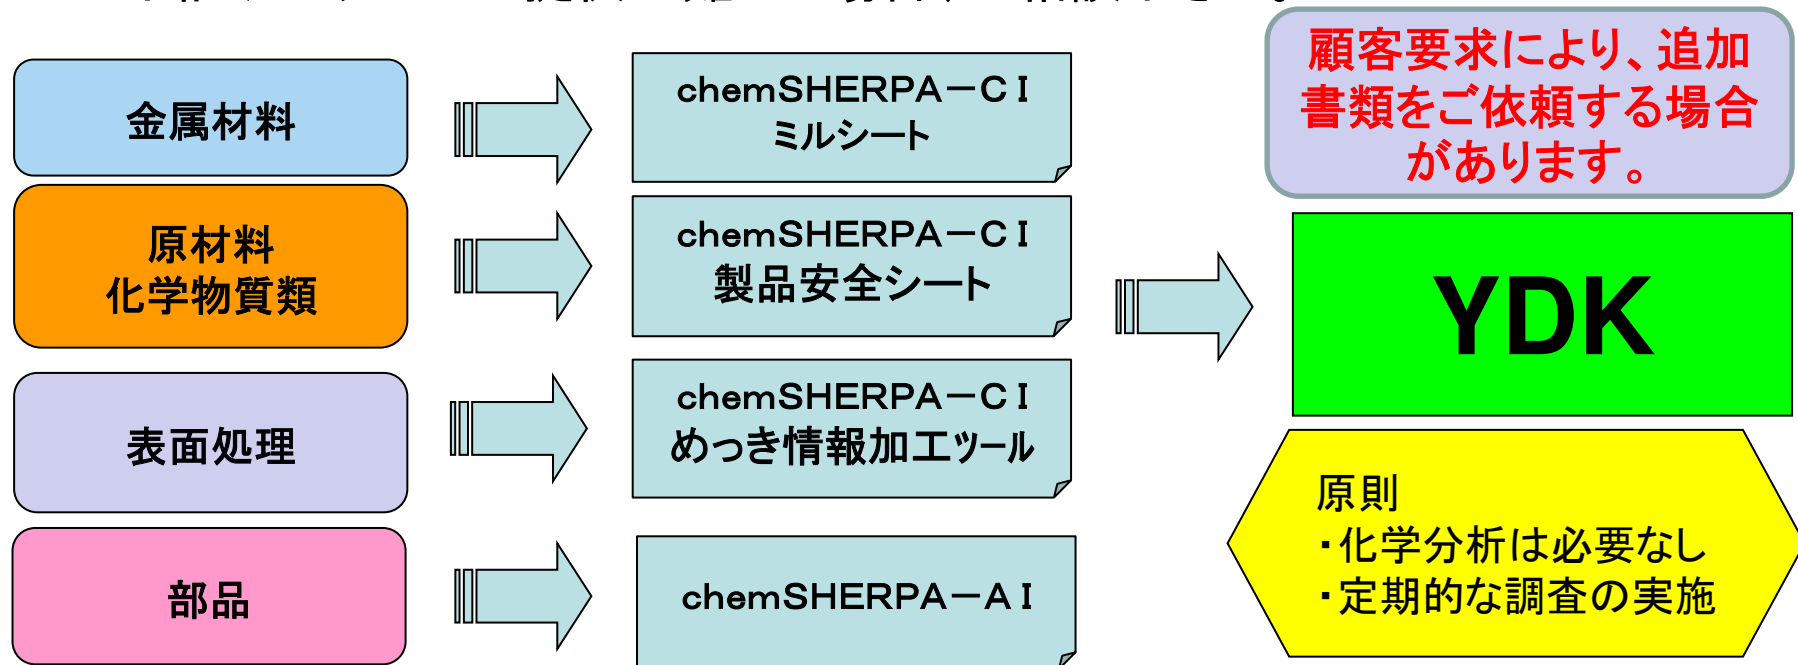 金属材料
chemSHERPA－CＩ
ミルシート
原材料
化学物質類
chemSHERPA－CＩ
製品安全シート
表面処理
chemSHERPA－CＩ
めっき情報加工ﾂｰﾙ
部品
chemSHERPA－AＩ
顧客要求により、追加
書類をご依頼する場合
があります。
YDK
原則
・化学分析は必要なし
・定期的な調査の実施